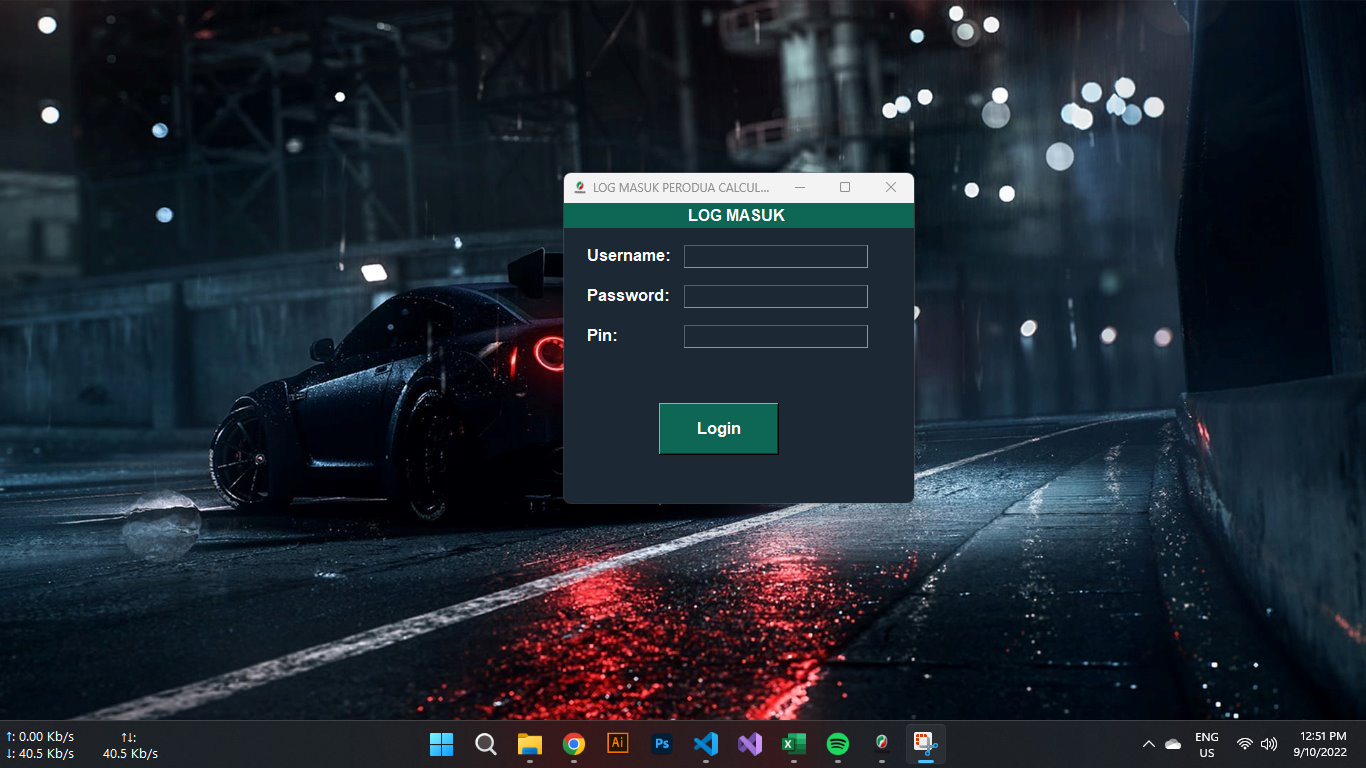 LOG MASUK PERODUA CALCUL...
LOG MASUK
Username:
Password:
Pin:
Login
↑: 0.00 Kb/s
↓: 40.5 Kb/s
↑↓:
40.5 Kb/s
Ai
Ps
ENG
US
12:51 PM
9/10/2022